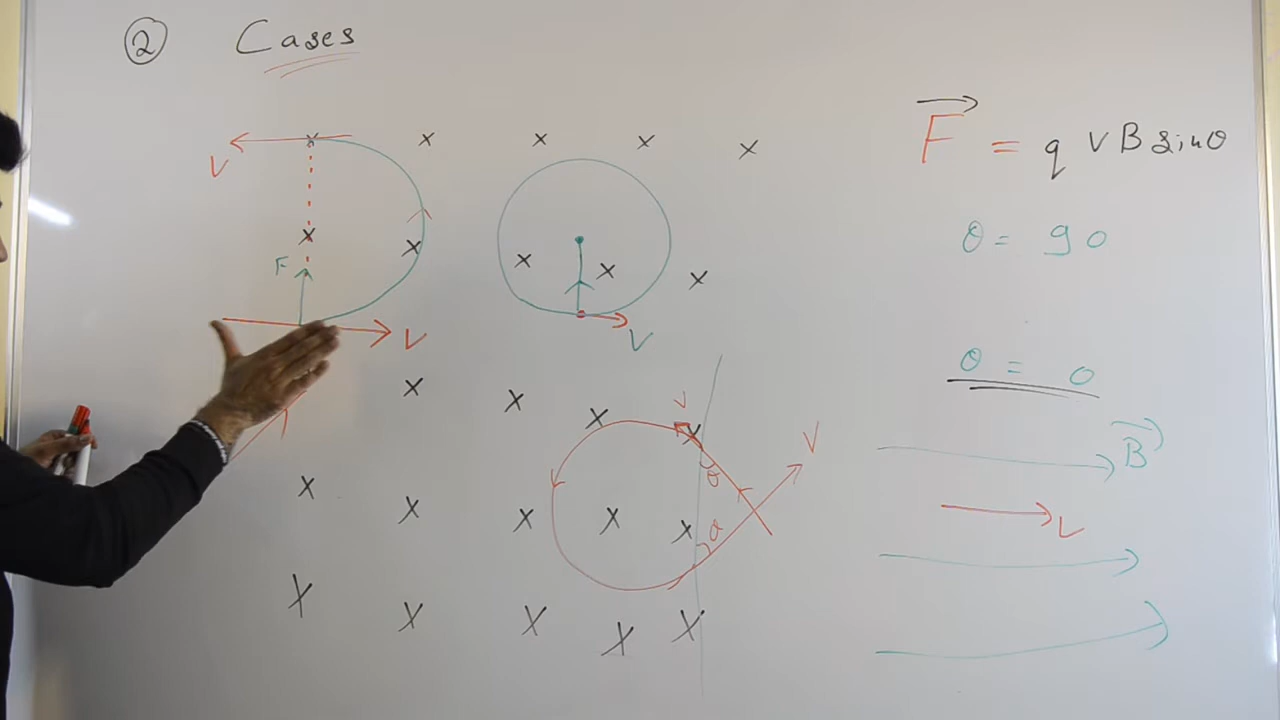 ② Cases
F = q V B sinθ
V
θ = 90
F
V
V
θ = 0
V
V
B
θ
V
θ